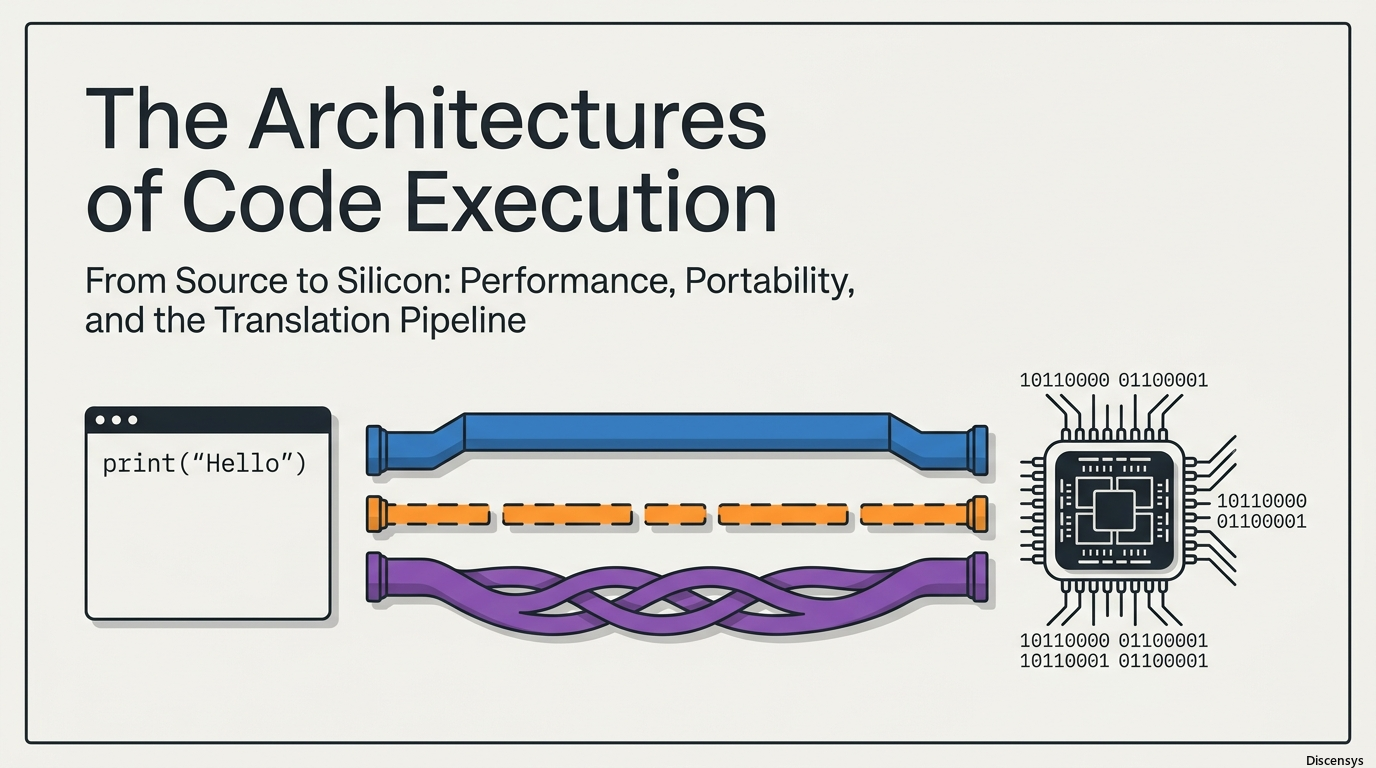 The Architectures
of Code Execution
From Source to Silicon: Performance, Portability,
and the Translation Pipeline
print(“Hello”)
10110000 01100001
10110000
01100001
10110000 01100001
10110001 01100001
Discensys